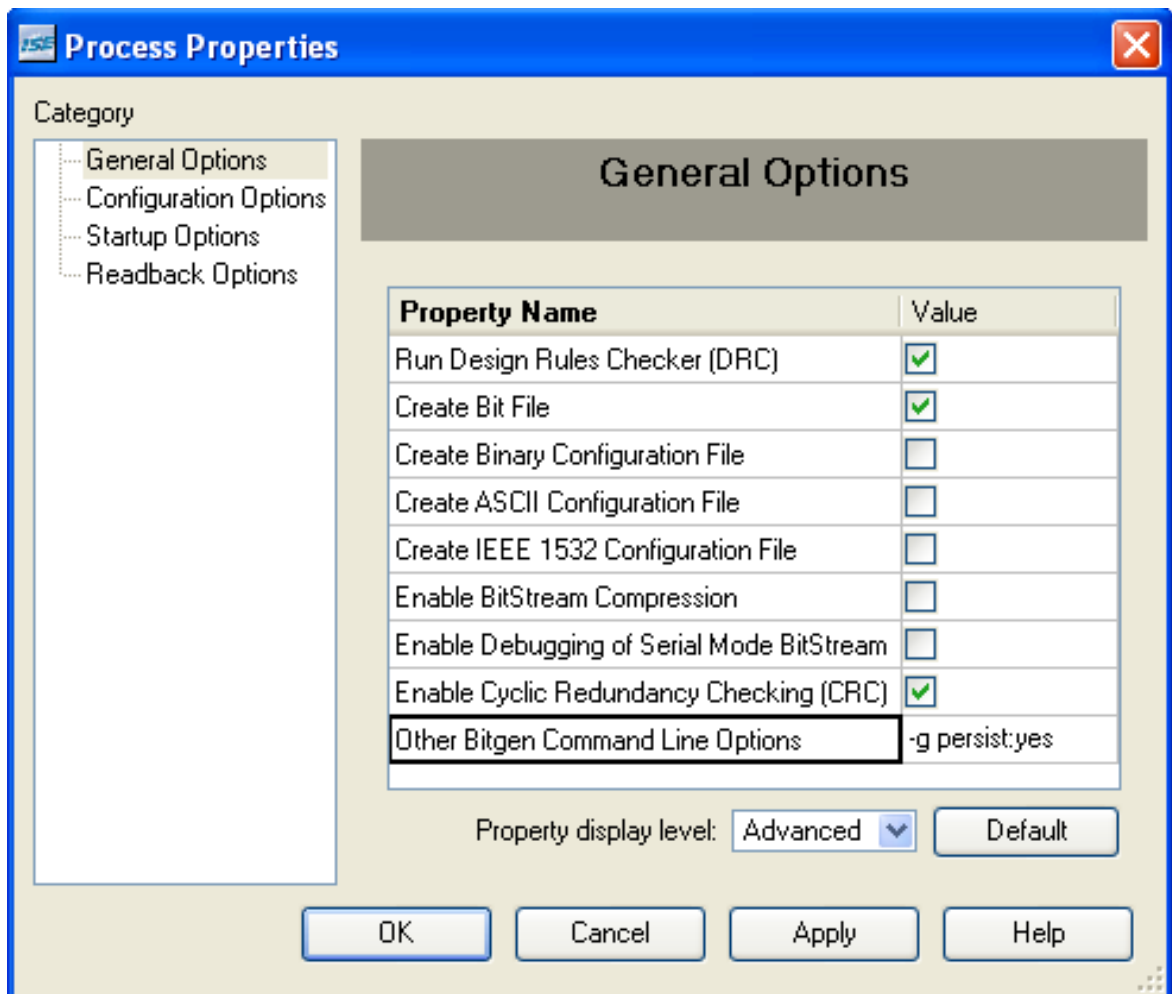 ISE Process Properties
Category
General Options
Configuration Options
Startup Options
Readback Options
General Options
Property Name Value
Run Design Rules Checker (DRC)
Create Bit File
Create Binary Configuration File
Create ASCII Configuration File
Create IEEE 1532 Configuration File
Enable BitStream Compression
Enable Debugging of Serial Mode BitStream
Enable Cyclic Redundancy Checking (CRC)
Other Bitgen Command Line Options -g persist:yes
Property display level: Advanced Default
OK Cancel Apply Help